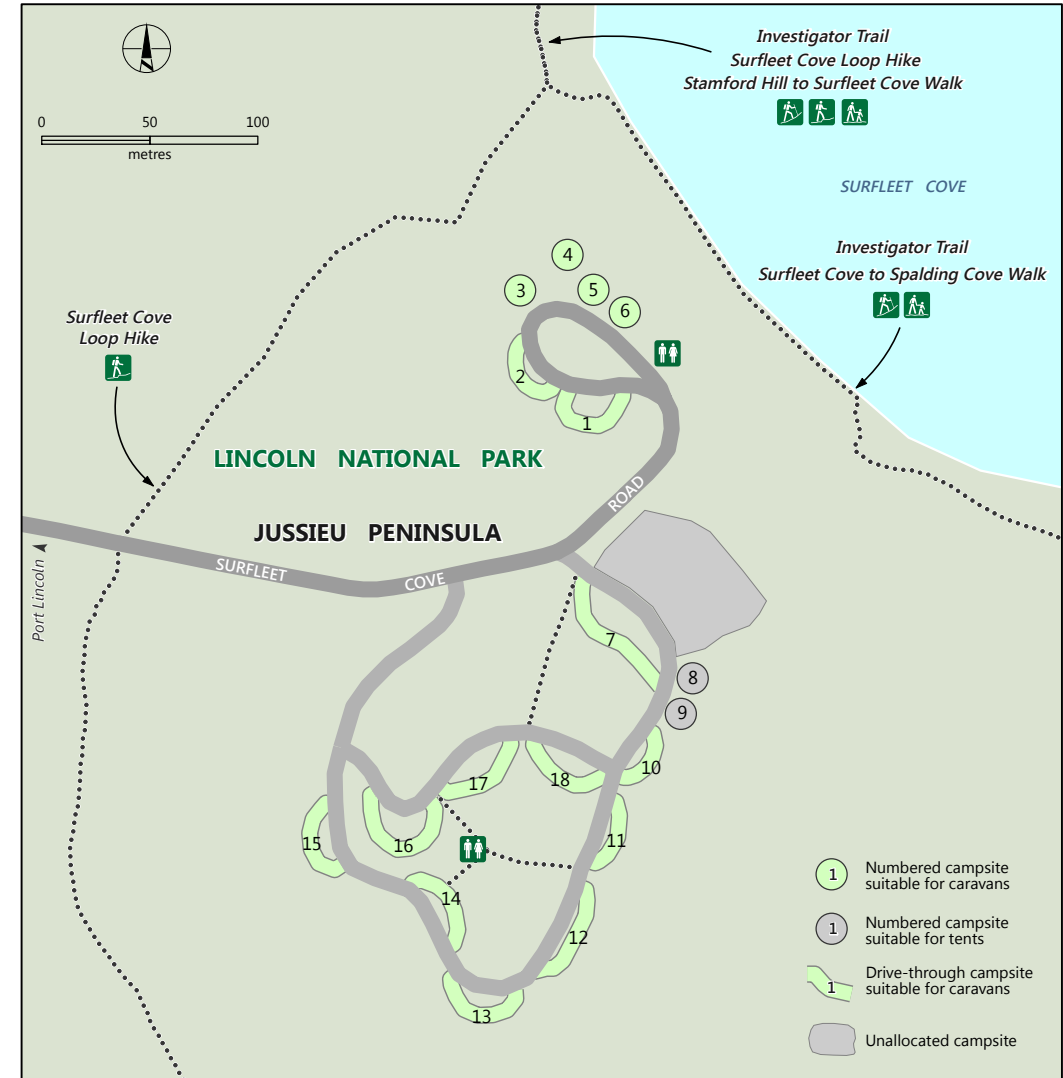 Investigator Trail
Surfleet Cove Loop Hike
Stamford Hill to Surfleet Cove Walk
0 50 100
metres
SURFLEET COVE
Investigator Trail
Surfleet Cove to Spalding Cove Walk
4
3
5
6
Surfleet Cove
Loop Hike
2
1
LINCOLN NATIONAL PARK
ROAD
JUSSIEU PENINSULA
SURFLEET
COVE
Port Lincoln
7
8
9
10
17
18
15
16
11
14
12
13
1 Numbered campsite
suitable for caravans
1 Numbered campsite
suitable for tents
1 Drive-through campsite
suitable for caravans
Unallocated campsite